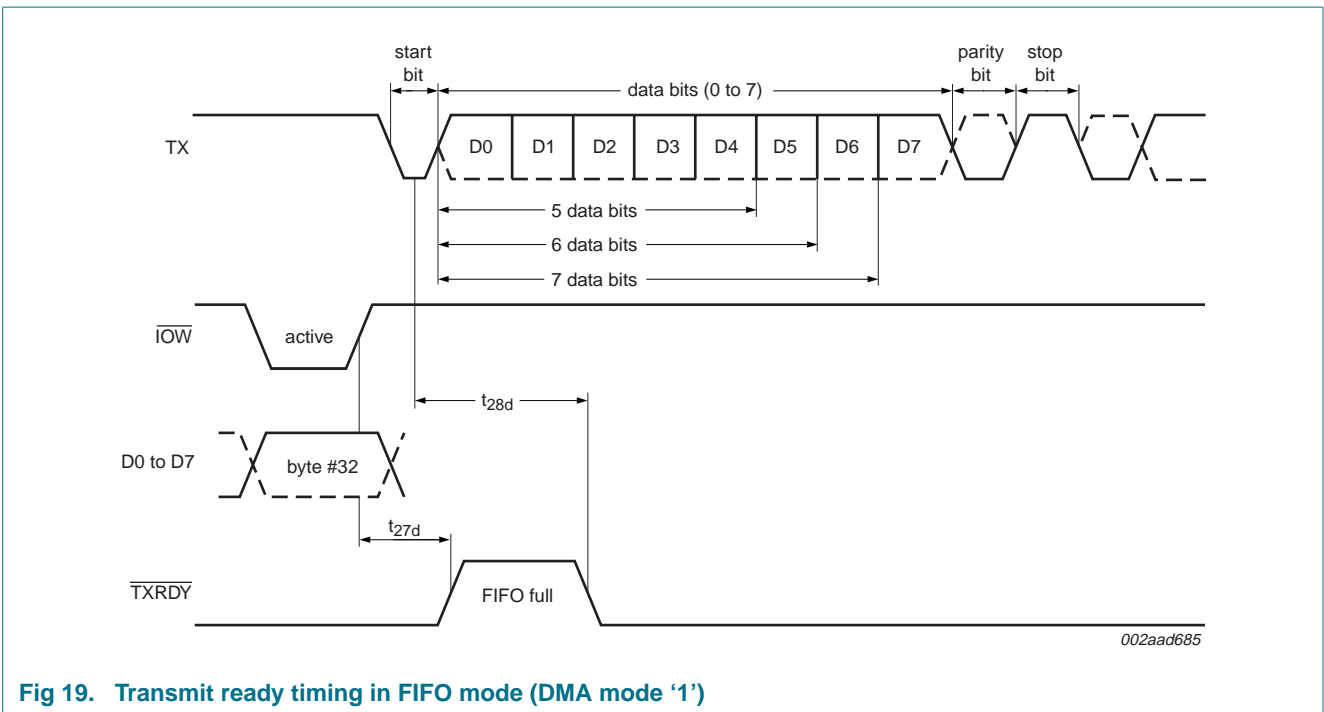 start
bit
data bits (0 to 7)
parity
bit
stop
bit
TX
D0 D1 D2 D3 D4 D5 D6 D7
5 data bits
6 data bits
7 data bits
IOW
active
t28d
D0 to D7
byte #32
t27d
TXRDY
FIFO full
002aad685
Fig 19. Transmit ready timing in FIFO mode (DMA mode ‘1’)